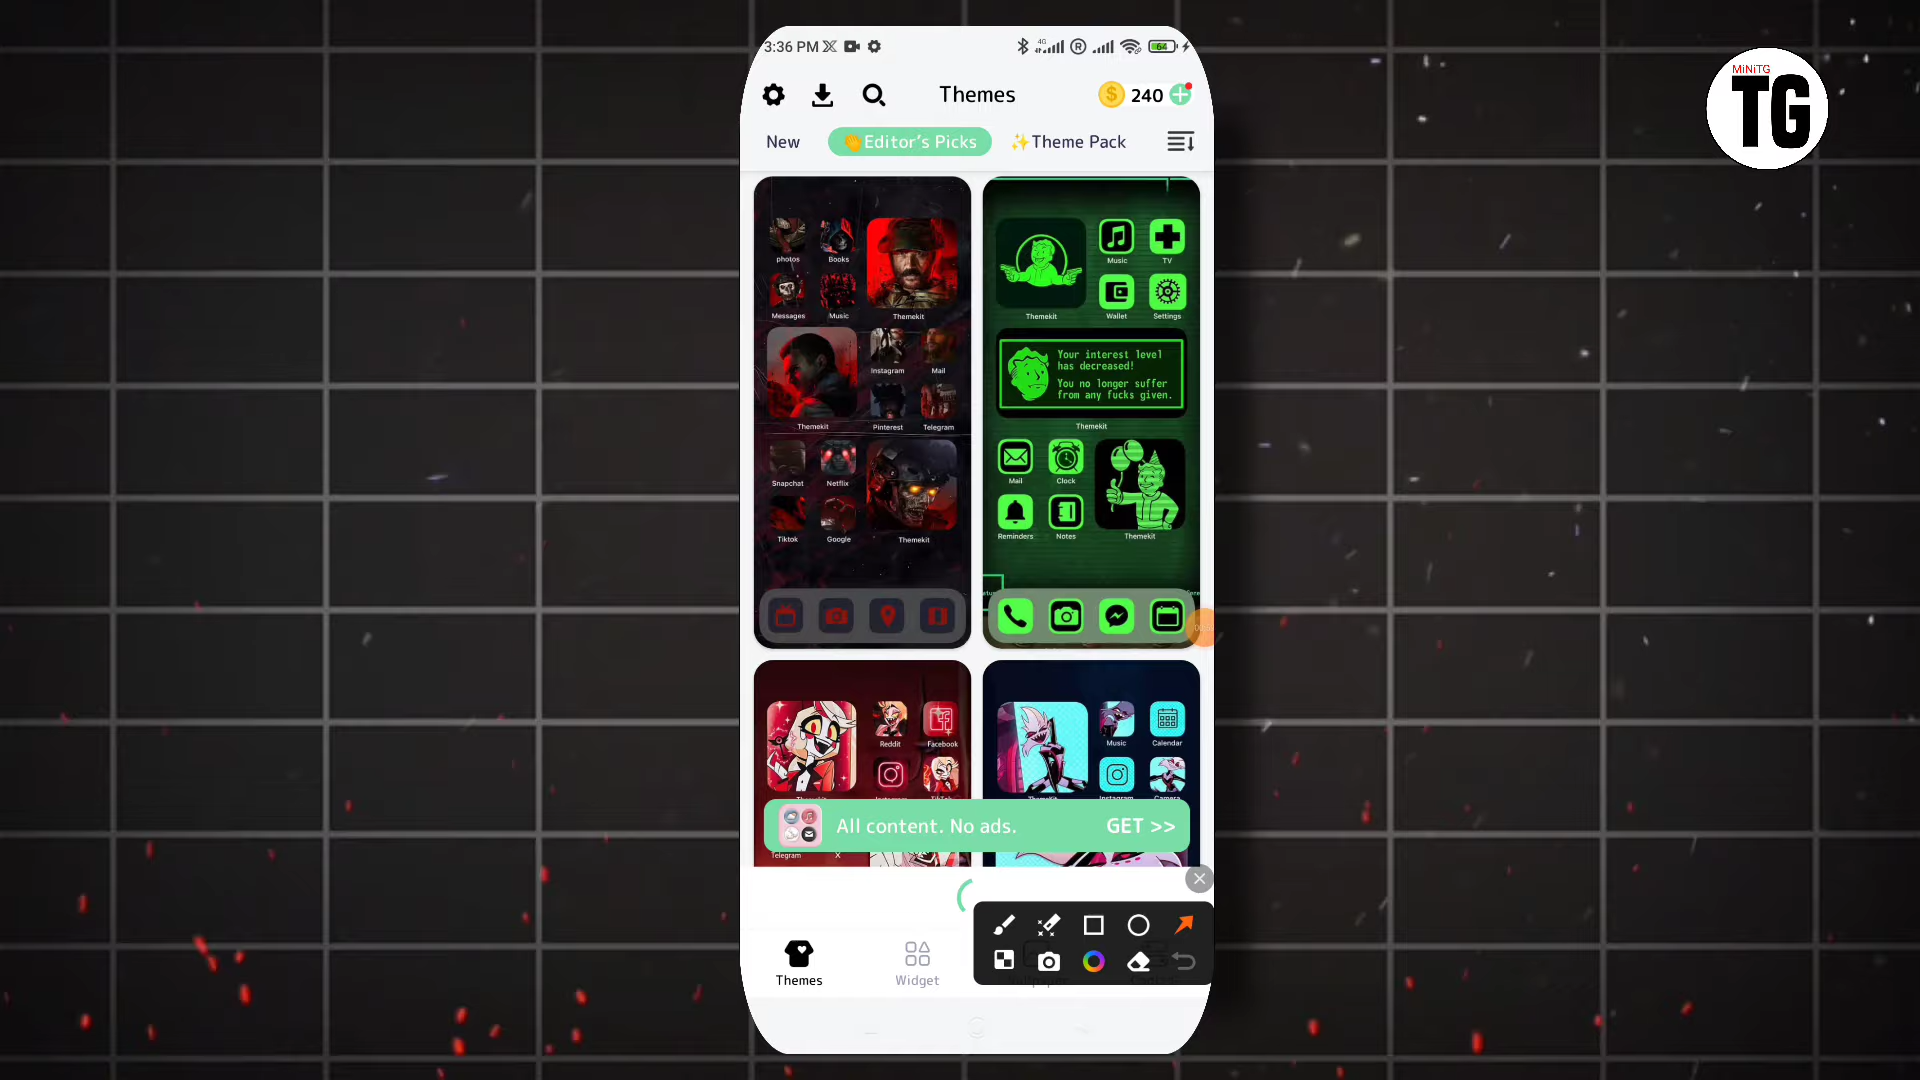 MiNiTG
TG
3:36 PM
4G
R
64
Themes
240
New
👏Editor's Picks
✨Theme Pack
photos
Books
Messages
Music
Themekit
Instagram
Mail
Themekit
Pinterest
Telegram
Snapchat
Netflix
Tiktok
Google
Themekit
Music
TV
Themekit
Wallet
Settings
Your interest level
has decreased!
You no longer suffer
from any fucks given.
Themekit
Mail
Clock
Reminders
Notes
Themekit
Reddit
Facebook
Telegram
X
Music
Calendar
All content. No ads.
GET >>
Themes
Widget